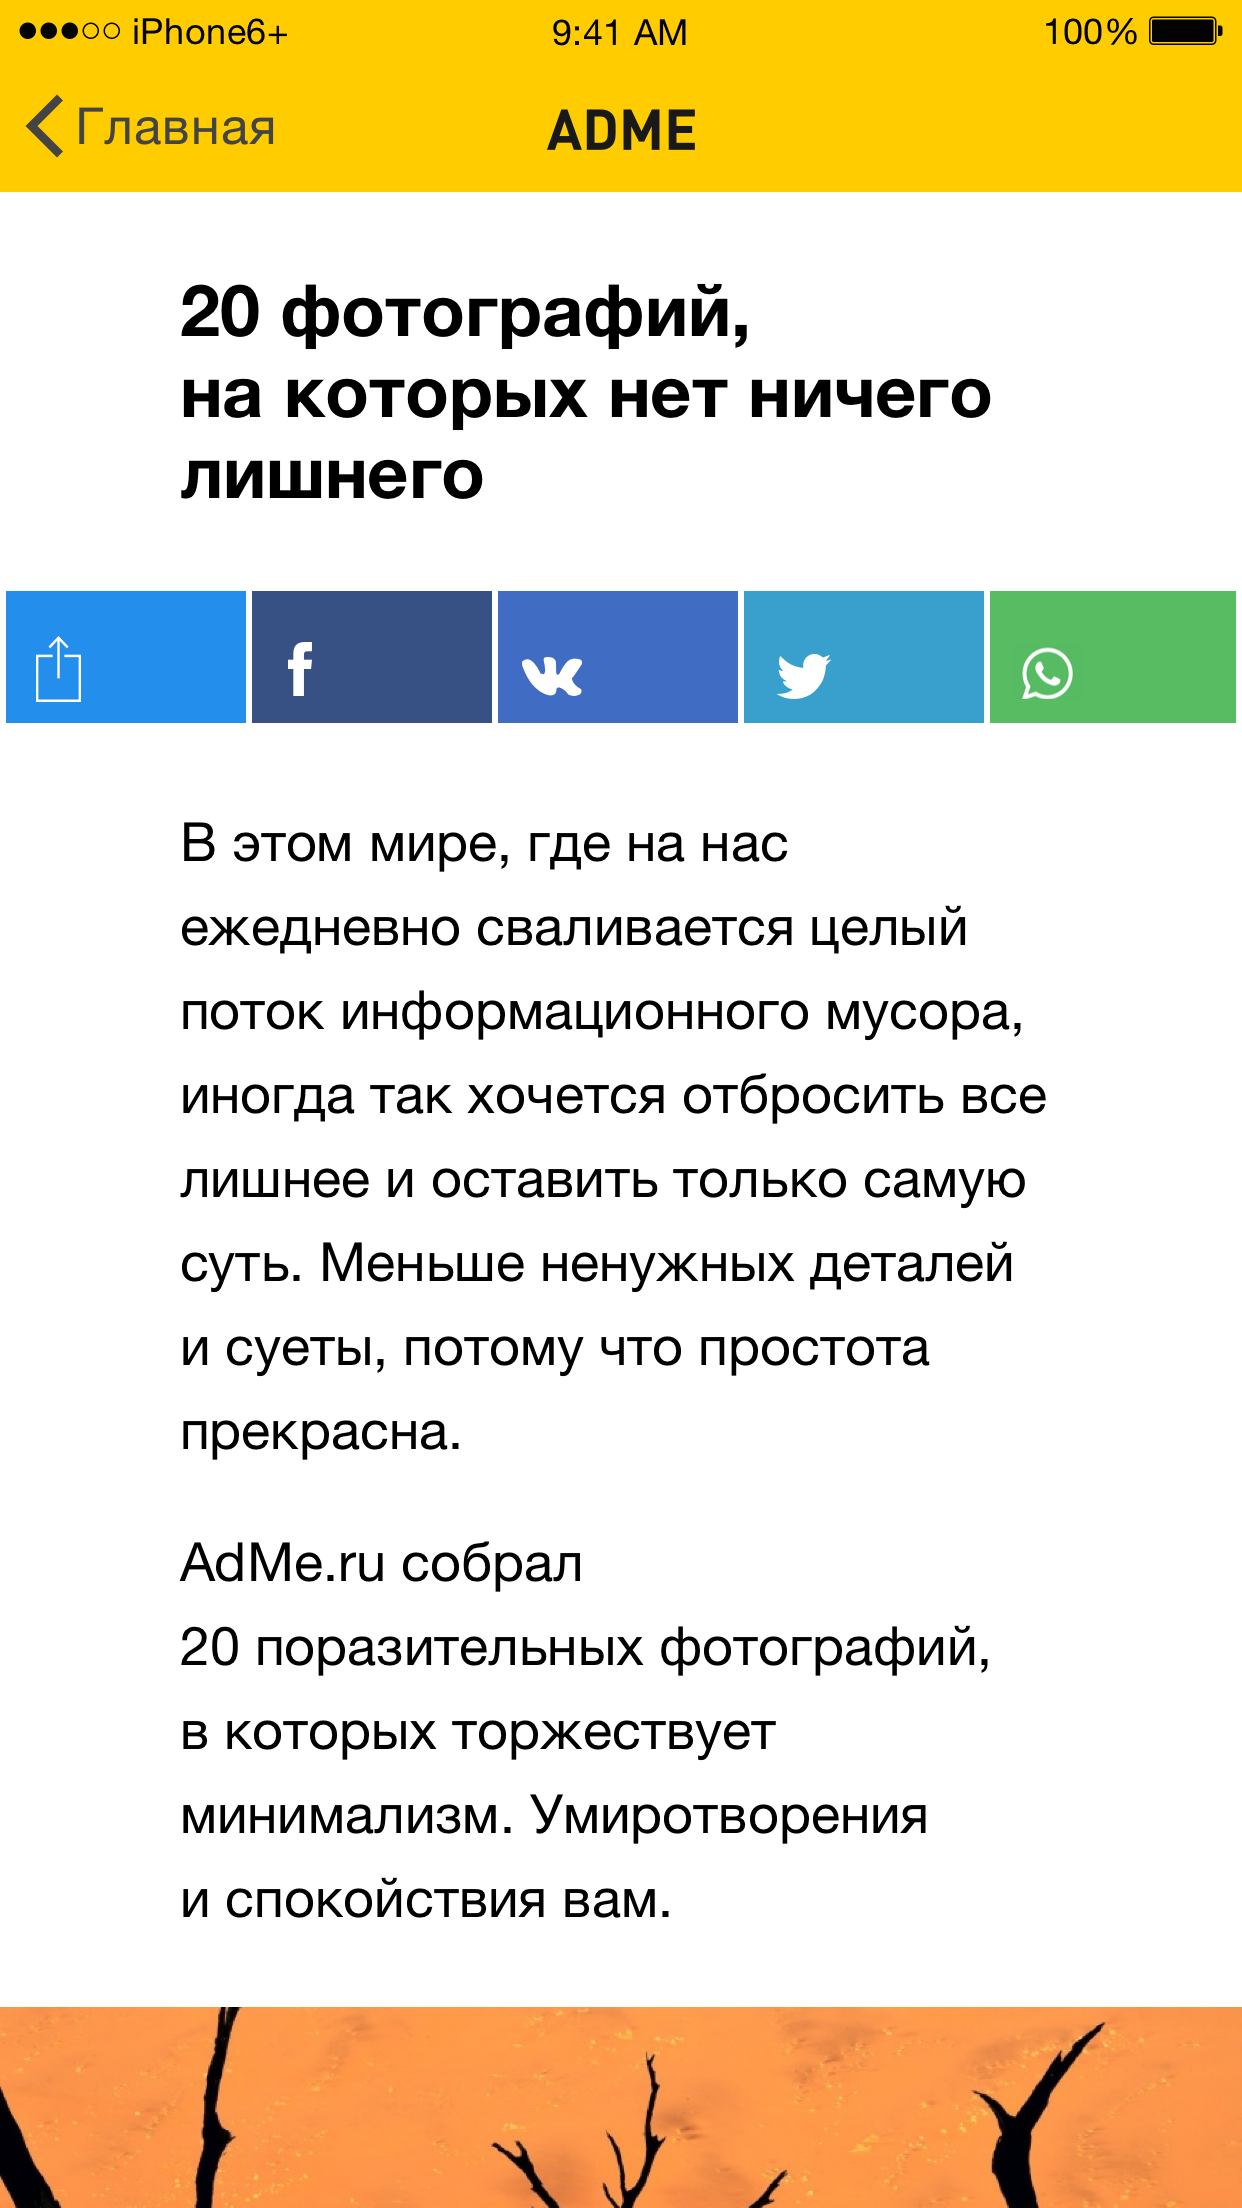 iPhone6+ 9:41 AM 100%
Главная ADME
20 фотографий,
на которых нет ничего
лишнего
В этом мире, где на нас
ежедневно сваливается целый
поток информационного мусора,
иногда так хочется отбросить все
лишнее и оставить только самую
суть. Меньше ненужных деталей
и суеты, потому что простота
прекрасна.
AdMe.ru собрал
20 поразительных фотографий,
в которых торжествует
минимализм. Умиротворения
и спокойствия вам.